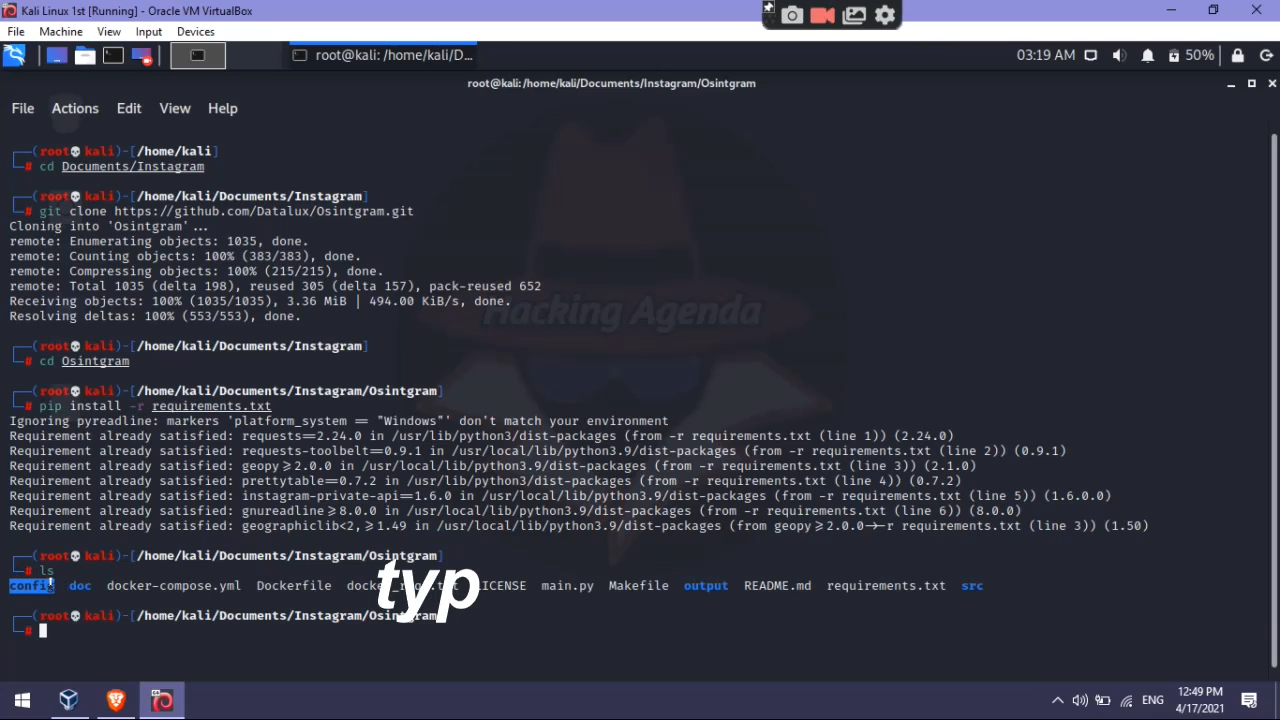 Kali Linux 1st [Running] - Oracle VM VirtualBox
File Machine View Input Devices
root@kali: /home/kali/D... 03:19 AM 50%
root@kali: /home/kali/Documents/Instagram/Osintgram
File Actions Edit View Help
(root kali)-[/home/kali]
# cd Documents/Instagram
(root kali)-[/home/kali/Documents/Instagram]
# git clone https://github.com/Datalux/Osintgram.git
Cloning into 'Osintgram'...
remote: Enumerating objects: 1035, done.
remote: Counting objects: 100% (383/383), done.
remote: Compressing objects: 100% (215/215), done.
remote: Total 1035 (delta 198), reused 305 (delta 157), pack-reused 652
Receiving objects: 100% (1035/1035), 3.36 MiB | 494.00 KiB/s, done.
Resolving deltas: 100% (553/553), done.
Hacking Agenda
(root kali)-[/home/kali/Documents/Instagram]
# cd Osintgram
(root kali)-[/home/kali/Documents/Instagram/Osintgram]
# pip install -r requirements.txt
Ignoring pyreadline: markers 'platform_system == "Windows"' don't match your environment
Requirement already satisfied: requests==2.24.0 in /usr/lib/python3/dist-packages (from -r requirements.txt (line 1)) (2.24.0)
Requirement already satisfied: requests-toolbelt==0.9.1 in /usr/local/lib/python3.9/dist-packages (from -r requirements.txt (line 2)) (0.9.1)
Requirement already satisfied: geopy>=2.0.0 in /usr/local/lib/python3.9/dist-packages (from -r requirements.txt (line 3)) (2.1.0)
Requirement already satisfied: prettytable==0.7.2 in /usr/local/lib/python3.9/dist-packages (from -r requirements.txt (line 4)) (0.7.2)
Requirement already satisfied: instagram-private-api==1.6.0 in /usr/local/lib/python3.9/dist-packages (from -r requirements.txt (line 5)) (1.6.0.0)
Requirement already satisfied: gnureadline>=8.0.0 in /usr/local/lib/python3.9/dist-packages (from -r requirements.txt (line 6)) (8.0.0)
Requirement already satisfied: geographiclib<2,>=1.49 in /usr/local/lib/python3.9/dist-packages (from geopy>=2.0.0->-r requirements.txt (line 3)) (1.50)
(root kali)-[/home/kali/Documents/Instagram/Osintgram]
# ls
config doc docker-compose.yml Dockerfile LICENSE main.py Makefile output README.md requirements.txt src
typ
(root kali)-[/home/kali/Documents/Instagram/Osintgram]
#
ENG 12:49 PM
4/17/2021